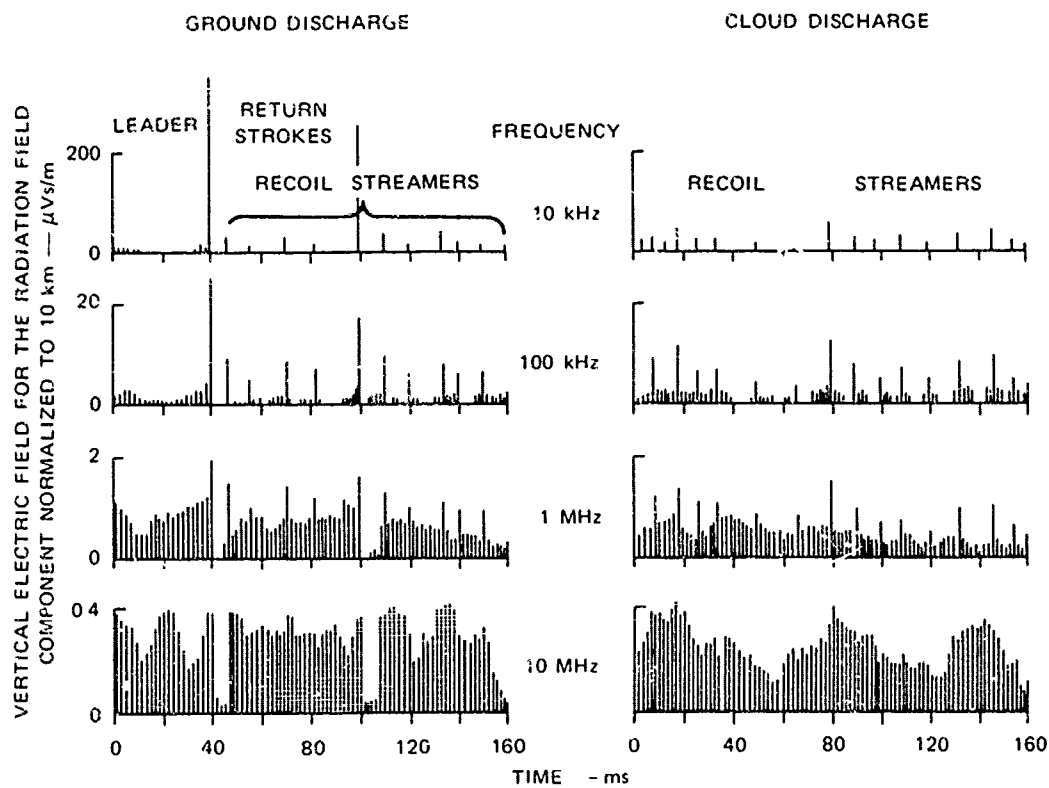 GROUND DISCHARGE
CLOUD DISCHARGE
VERTICAL ELECTRIC FIELD FOR THE RADIATION FIELD
COMPONENT NORMALIZED TO 10 km — μVs/m
LEADER
RETURN
STROKES
FREQUENCY
200
RECOIL STREAMERS
RECOIL
STREAMERS
10 kHz
0
20
100 kHz
0
2
1 MHz
0
0 4
10 MHz
0
0 40 80 120 160
0 40 80 120 160
TIME - ms